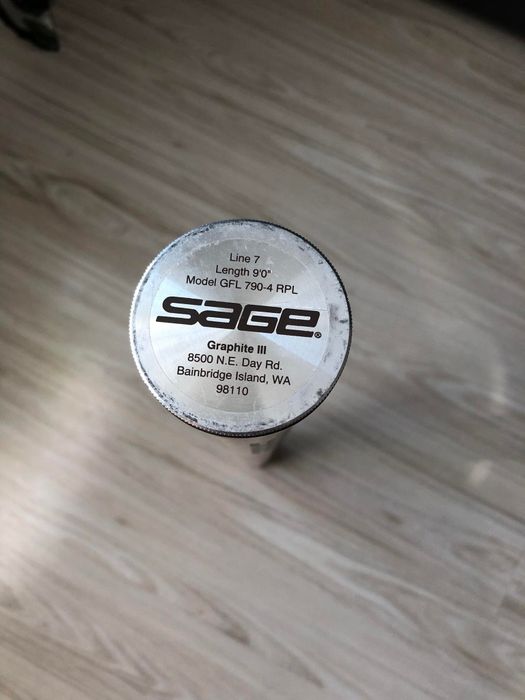 Line 7
Length 9'0"
Model GFL 790-4 RPL
SAGE®
Graphite III
8500 N.E. Day Rd.
Bainbridge Island, WA
98110